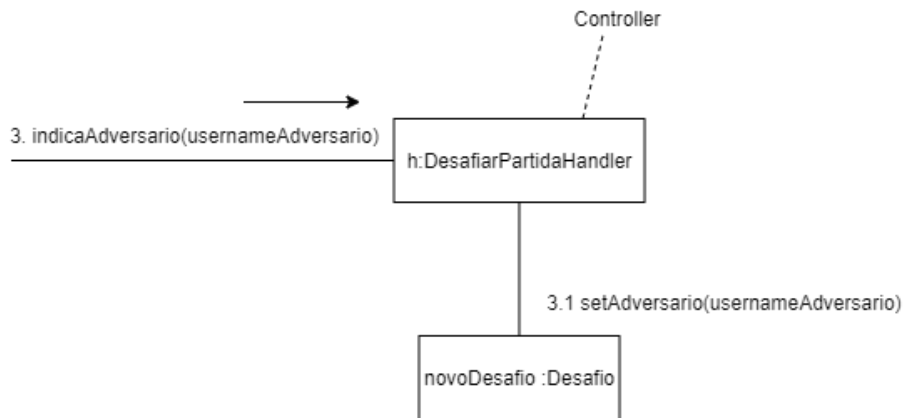 Controller
3. indicaAdversario(usernameAdversario)
h:DesafiarPartidaHandler
3.1 setAdversario(usernameAdversario)
novoDesafio :Desafio